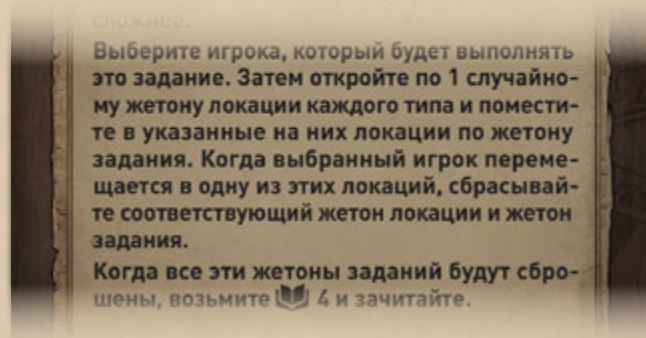 сложнее.
Выберите игрока, который будет выполнять
это задание. Затем откройте по 1 случайно-
му жетону локации каждого типа и помести-
те в указанные на них локации по жетону
задания. Когда выбранный игрок переме-
щается в одну из этих локаций, сбрасывай-
те соответствующий жетон локации и жетон
задания.
Когда все эти жетоны заданий будут сбро-
шены, возьмите 4 и зачитайте.